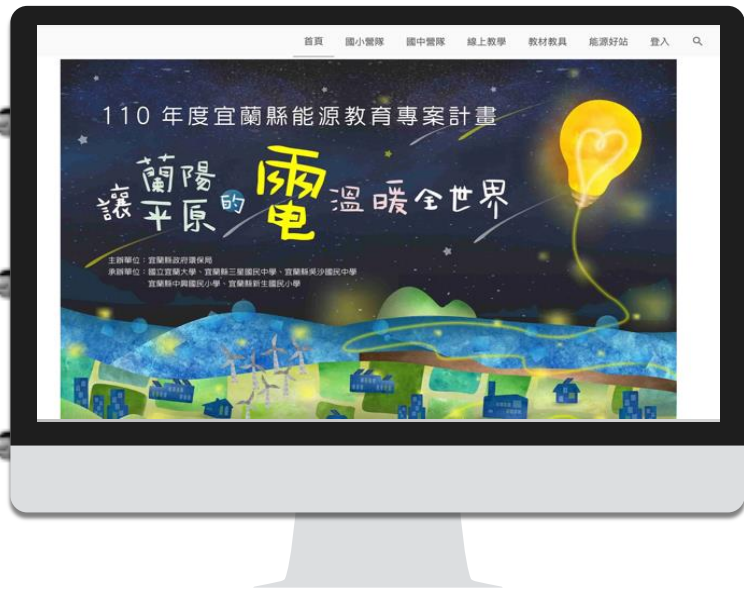 首頁 國小營隊 國中營隊 線上教學 教材教具 能源好站 登入
110 年度宜蘭縣能源教育專案計畫
讓蘭陽平原的電溫暖全世界
主辦單位：宜蘭縣政府環保局
承辦單位：國立宜蘭大學、宜蘭縣三星國民中學、宜蘭縣吳沙國民中學
宜蘭縣中興國民小學、宜蘭縣新生國民小學